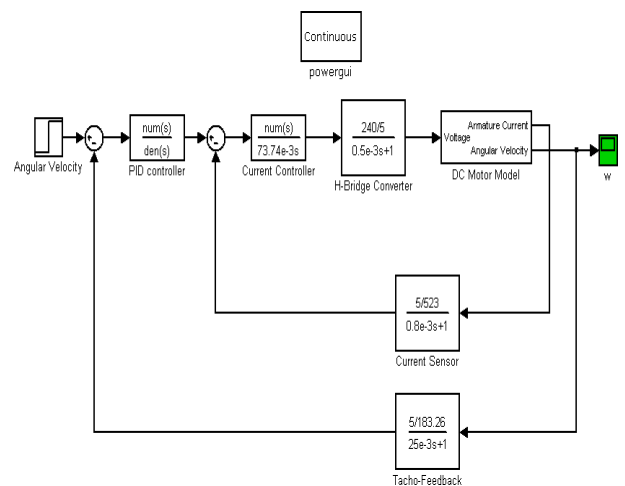 Continuous
powergui
Angular Velocity
num(s)
den(s)
PID controller
num(s)
73.74e-3s
Current Controller
240/5
0.5e-3s+1
H-Bridge Converter
Voltage
Armature Current
Angular Velocity
DC Motor Model
w
5/523
0.8e-3s+1
Current Sensor
5/183.26
25e-3s+1
Tacho-Feedback